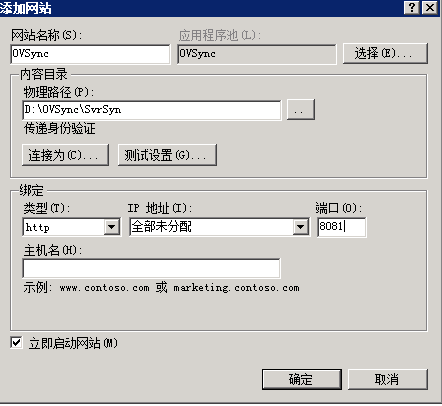 添加网站
网站名称(S):
应用程序池(L):
OVSync
OVSync
选择(E)...
内容目录
物理路径(P):
D:\OVSync\SvrSyn
..
传递身份验证
连接为(C)...
测试设置(G)...
绑定
类型(T):
IP 地址(I):
端口(O):
http
全部未分配
8081
主机名(H):
示例: www.contoso.com 或 marketing.contoso.com
立即启动网站(M)
确定
取消